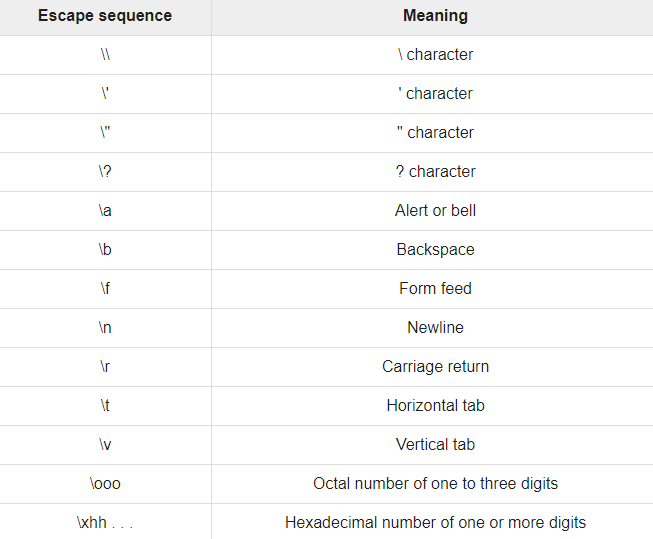 Escape sequence Meaning
\\ \ character
\' ' character
\" " character
\? ? character
\a Alert or bell
\b Backspace
\f Form feed
\n Newline
\r Carriage return
\t Horizontal tab
\v Vertical tab
\ooo Octal number of one to three digits
\xhh . . . Hexadecimal number of one or more digits